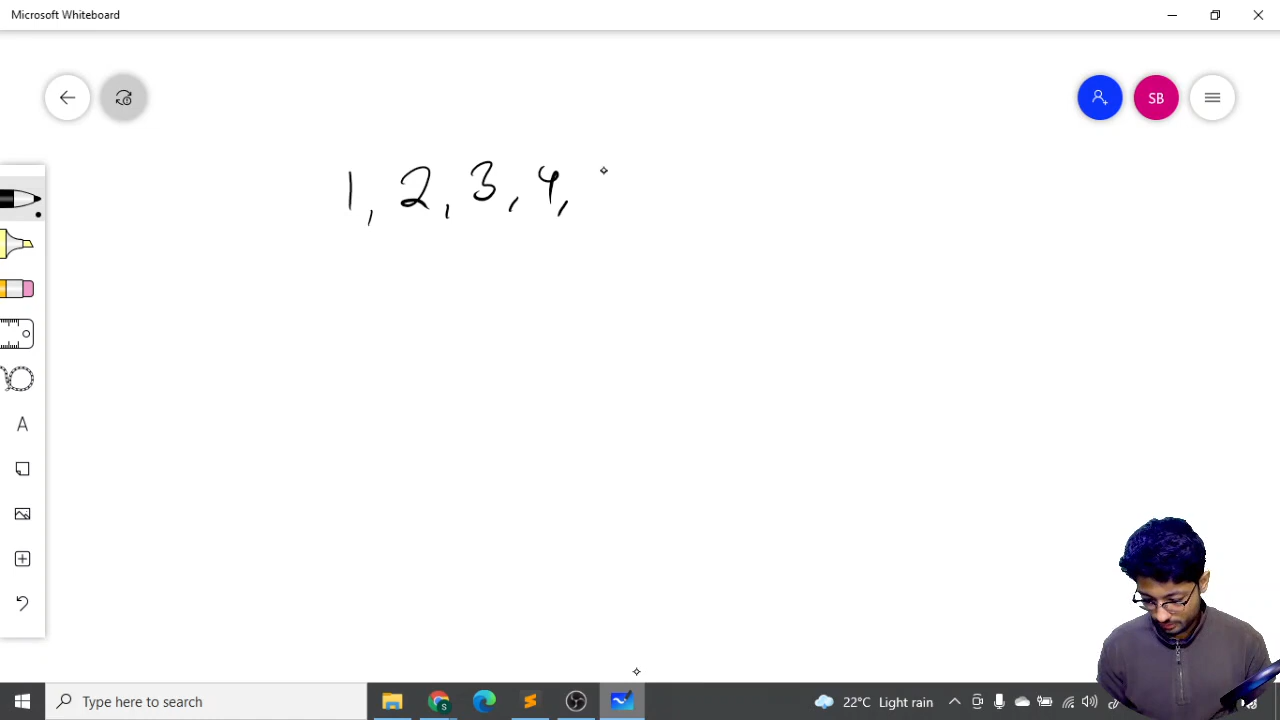 Microsoft Whiteboard
SB
1, 2, 3, 4,
A
Type here to search
22°C Light rain